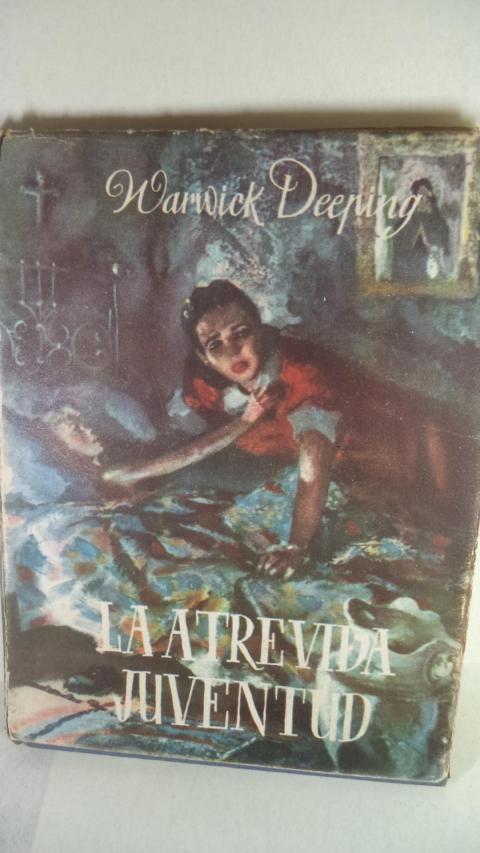 Warwick Deeping
LA ATREVIDA
JUVENTUD